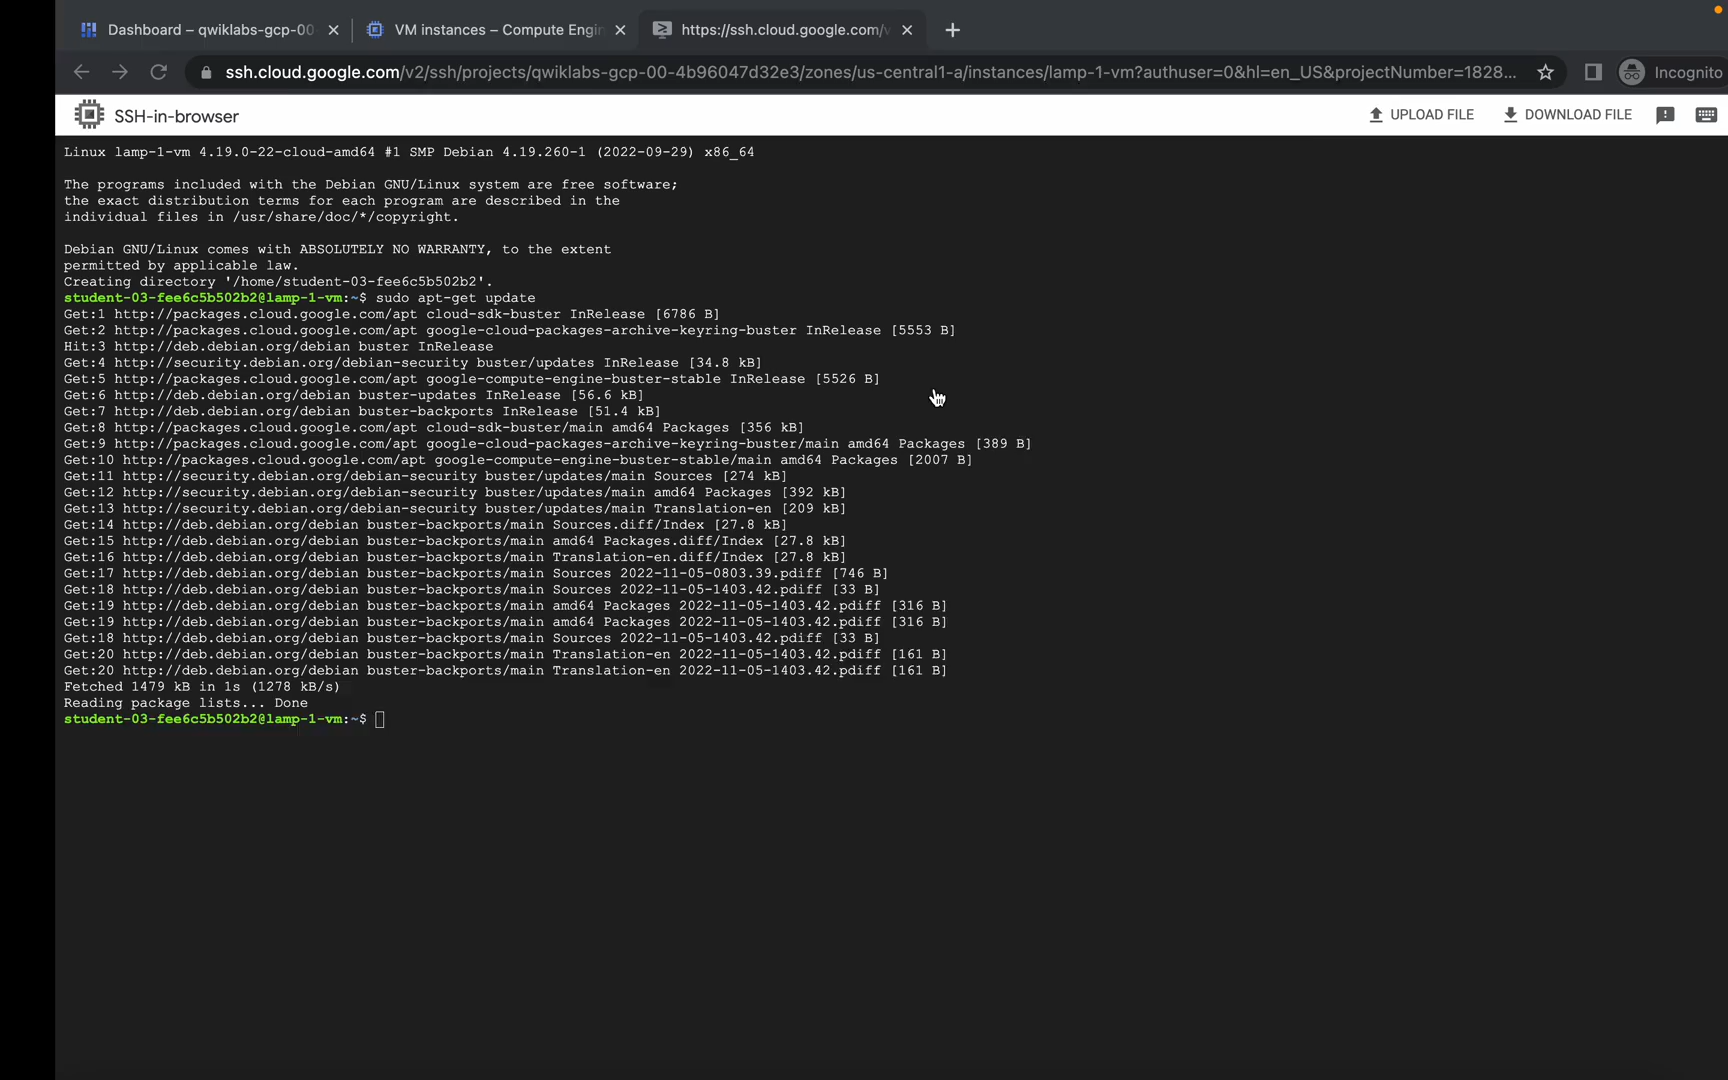 Dashboard – qwiklabs-gcp-00
VM instances – Compute Engin
https://ssh.cloud.google.com/v
ssh.cloud.google.com/v2/ssh/projects/qwiklabs-gcp-00-4b96047d32e3/zones/us-central1-a/instances/lamp-1-vm?authuser=0&hl=en_US&projectNumber=1828...
Incognito
SSH-in-browser
UPLOAD FILE
DOWNLOAD FILE
Linux lamp-1-vm 4.19.0-22-cloud-amd64 #1 SMP Debian 4.19.260-1 (2022-09-29) x86_64
The programs included with the Debian GNU/Linux system are free software;
the exact distribution terms for each program are described in the
individual files in /usr/share/doc/*/copyright.
Debian GNU/Linux comes with ABSOLUTELY NO WARRANTY, to the extent
permitted by applicable law.
Creating directory '/home/student-03-fee6c5b502b2'.
student-03-fee6c5b502b2@lamp-1-vm:~$ sudo apt-get update
Get:1 http://packages.cloud.google.com/apt cloud-sdk-buster InRelease [6786 B]
Get:2 http://packages.cloud.google.com/apt google-cloud-packages-archive-keyring-buster InRelease [5553 B]
Hit:3 http://deb.debian.org/debian buster InRelease
Get:4 http://security.debian.org/debian-security buster/updates InRelease [34.8 kB]
Get:5 http://packages.cloud.google.com/apt google-compute-engine-buster-stable InRelease [5526 B]
Get:6 http://deb.debian.org/debian buster-updates InRelease [56.6 kB]
Get:7 http://deb.debian.org/debian buster-backports InRelease [51.4 kB]
Get:8 http://packages.cloud.google.com/apt cloud-sdk-buster/main amd64 Packages [356 kB]
Get:9 http://packages.cloud.google.com/apt google-cloud-packages-archive-keyring-buster/main amd64 Packages [389 B]
Get:10 http://packages.cloud.google.com/apt google-compute-engine-buster-stable/main amd64 Packages [2007 B]
Get:11 http://security.debian.org/debian-security buster/updates/main Sources [274 kB]
Get:12 http://security.debian.org/debian-security buster/updates/main amd64 Packages [392 kB]
Get:13 http://security.debian.org/debian-security buster/updates/main Translation-en [209 kB]
Get:14 http://deb.debian.org/debian buster-backports/main Sources.diff/Index [27.8 kB]
Get:15 http://deb.debian.org/debian buster-backports/main amd64 Packages.diff/Index [27.8 kB]
Get:16 http://deb.debian.org/debian buster-backports/main Translation-en.diff/Index [27.8 kB]
Get:17 http://deb.debian.org/debian buster-backports/main Sources 2022-11-05-0803.39.pdiff [746 B]
Get:18 http://deb.debian.org/debian buster-backports/main Sources 2022-11-05-1403.42.pdiff [33 B]
Get:19 http://deb.debian.org/debian buster-backports/main amd64 Packages 2022-11-05-1403.42.pdiff [316 B]
Get:19 http://deb.debian.org/debian buster-backports/main amd64 Packages 2022-11-05-1403.42.pdiff [316 B]
Get:18 http://deb.debian.org/debian buster-backports/main Sources 2022-11-05-1403.42.pdiff [33 B]
Get:20 http://deb.debian.org/debian buster-backports/main Translation-en 2022-11-05-1403.42.pdiff [161 B]
Get:20 http://deb.debian.org/debian buster-backports/main Translation-en 2022-11-05-1403.42.pdiff [161 B]
Fetched 1479 kB in 1s (1278 kB/s)
Reading package lists... Done
student-03-fee6c5b502b2@lamp-1-vm:~$